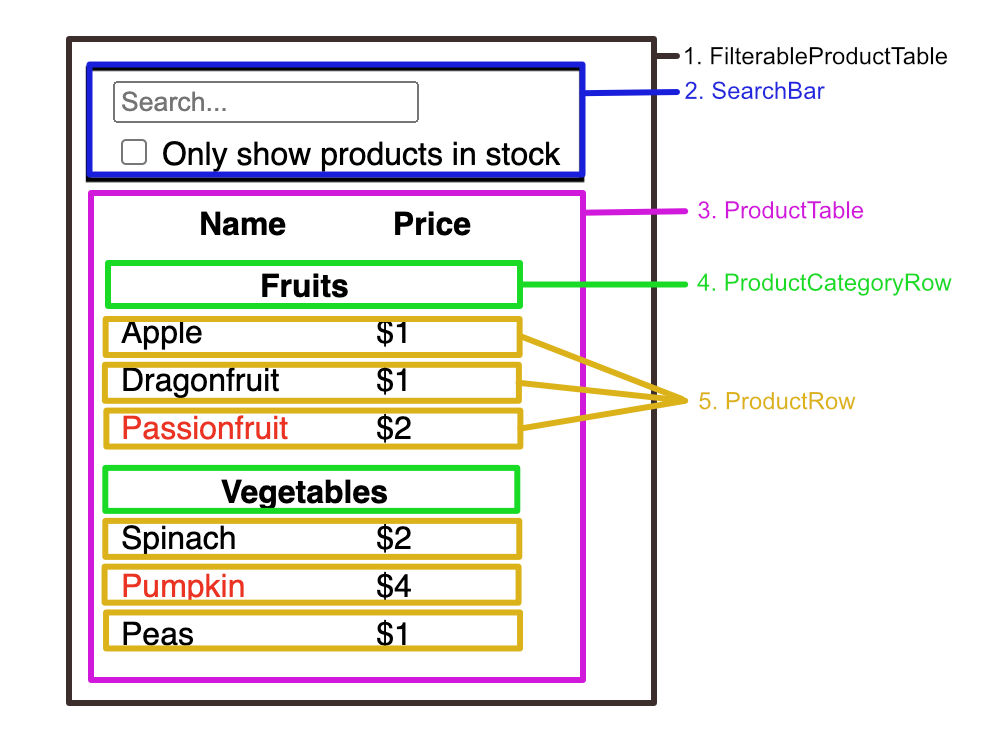 1. FilterableProductTable
2. SearchBar
Search...
Only show products in stock
3. ProductTable
Name Price
4. ProductCategoryRow
Fruits
Apple $1
Dragonfruit $1
5. ProductRow
Passionfruit $2
Vegetables
Spinach $2
Pumpkin $4
Peas $1